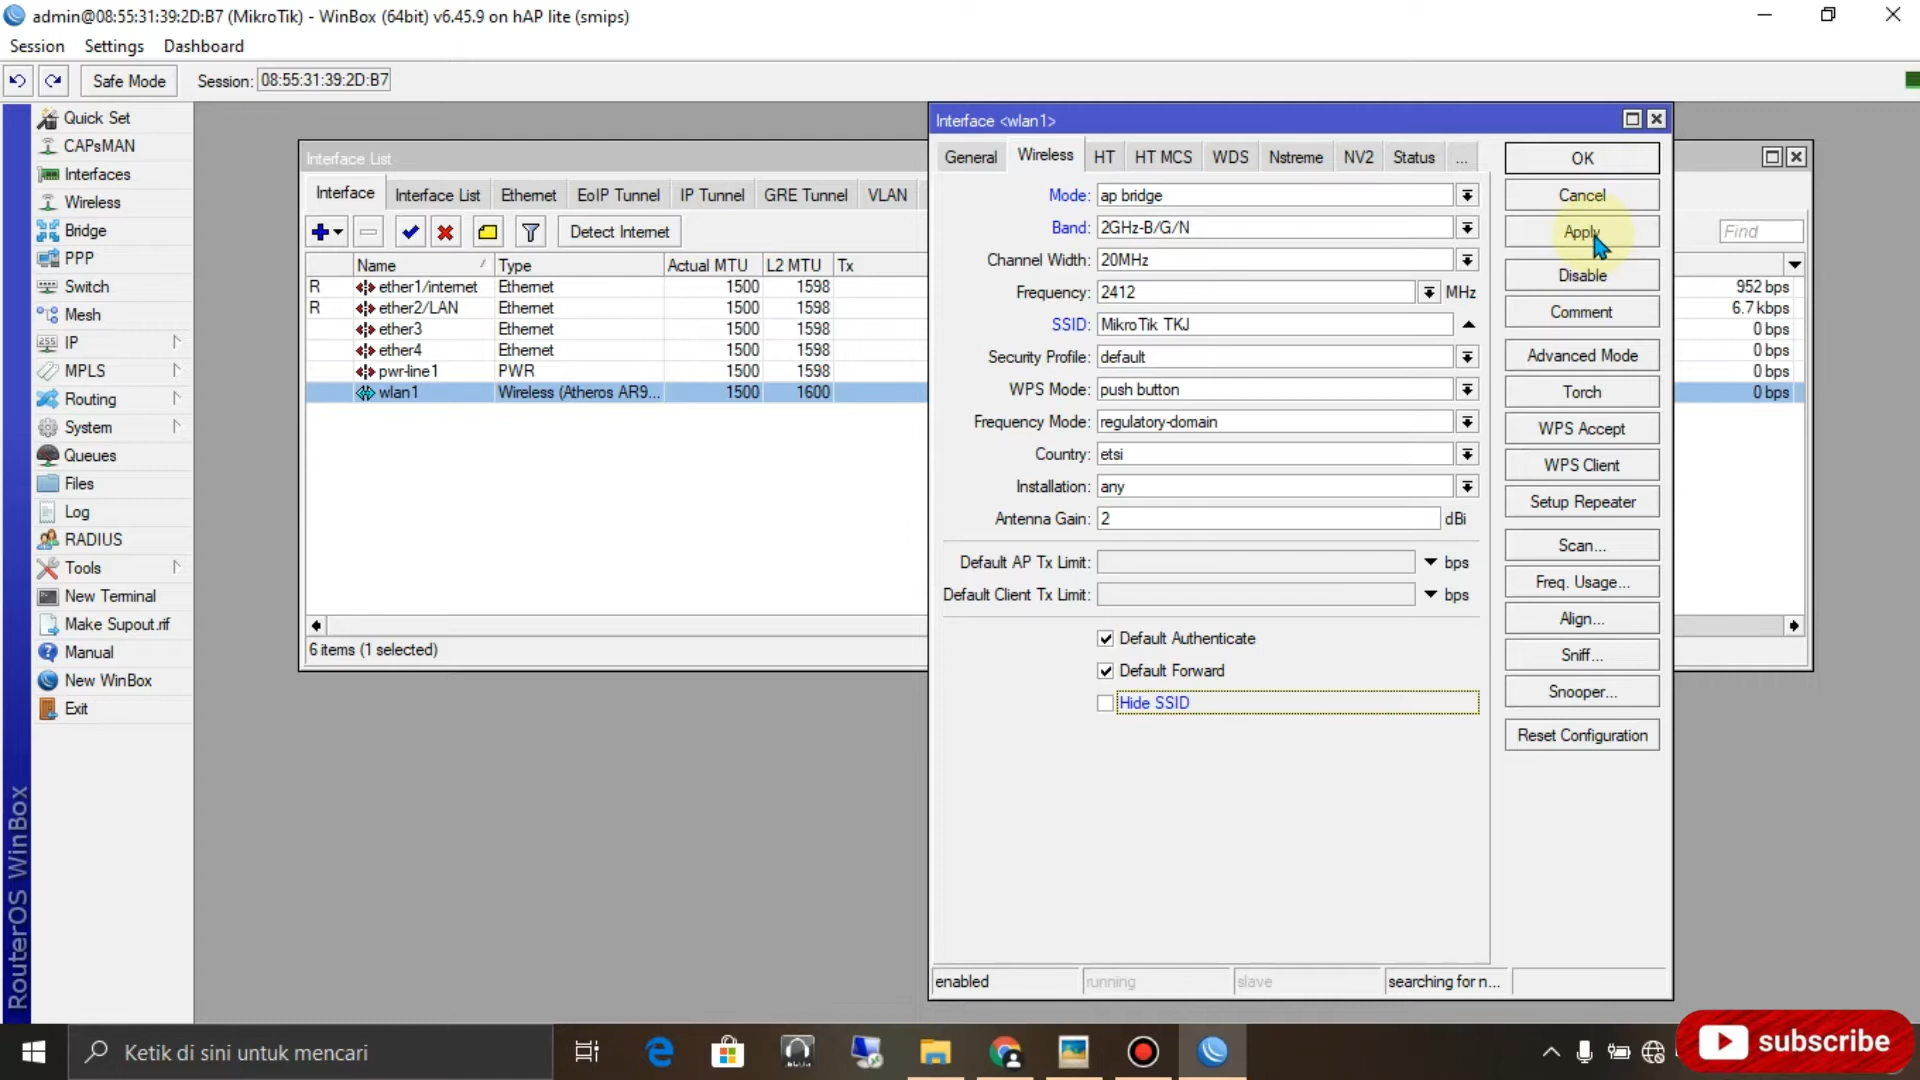 admin@08:55:31:39:2D:B7 (MikroTik) - WinBox (64bit) v6.45.9 on hAP lite (smips)
Session Settings Dashboard
Safe Mode Session: 08:55:31:39:2D:B7
Quick Set
CAPsMAN
Interfaces
Wireless
Bridge
PPP
Switch
Mesh
IP
MPLS
Routing
System
Queues
Files
Log
RADIUS
Tools
New Terminal
Make Supout.rif
Manual
New WinBox
Exit
RouterOS WinBox
Interface List
Interface Interface List Ethernet EoIP Tunnel IP Tunnel GRE Tunnel VLAN
Detect Internet Find
Name Type Actual MTU L2 MTU Tx
R ether1/internet Ethernet 1500 1598 952 bps
R ether2/LAN Ethernet 1500 1598 6.7 kbps
ether3 Ethernet 1500 1598 0 bps
ether4 Ethernet 1500 1598 0 bps
pwr-line1 PWR 1500 1598 0 bps
wlan1 Wireless (Atheros AR9... 1500 1600 0 bps
6 items (1 selected)
Interface <wlan1>
General Wireless HT HT MCS WDS Nstreme NV2 Status ...
Mode: ap bridge
Band: 2GHz-B/G/N
Channel Width: 20MHz
Frequency: 2412 MHz
SSID: MikroTik TKJ
Security Profile: default
WPS Mode: push button
Frequency Mode: regulatory-domain
Country: etsi
Installation: any
Antenna Gain: 2 dBi
Default AP Tx Limit: bps
Default Client Tx Limit: bps
Default Authenticate
Default Forward
Hide SSID
OK
Cancel
Apply
Disable
Comment
Advanced Mode
Torch
WPS Accept
WPS Client
Setup Repeater
Scan...
Freq. Usage...
Align...
Sniff...
Snooper...
Reset Configuration
enabled running slave searching for n...
Ketik di sini untuk mencari
subscribe